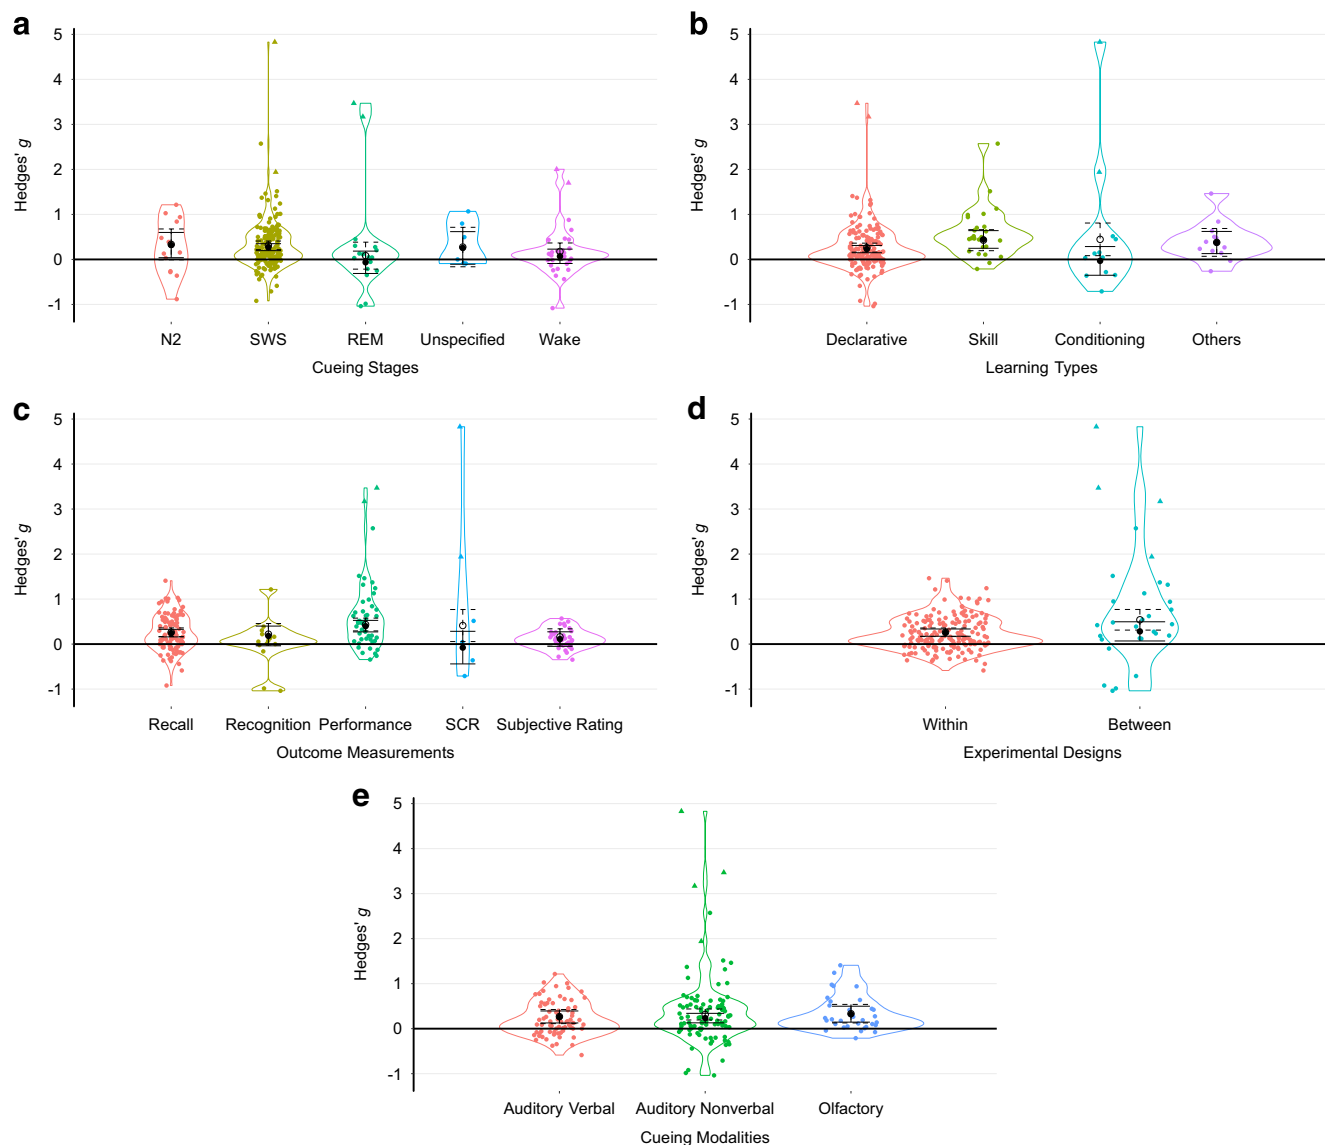 a
5
4
3
2
1
0
-1
Hedges' g
N2 SWS REM Unspecified Wake
Cueing Stages
b
5
4
3
2
1
0
-1
Hedges' g
Declarative Skill Conditioning Others
Learning Types
c
5
4
3
2
1
0
-1
Hedges' g
Recall Recognition Performance SCR Subjective Rating
Outcome Measurements
d
5
4
3
2
1
0
-1
Hedges' g
Within Between
Experimental Designs
e
5
4
3
2
1
0
-1
Hedges' g
Auditory Verbal Auditory Nonverbal Olfactory
Cueing Modalities